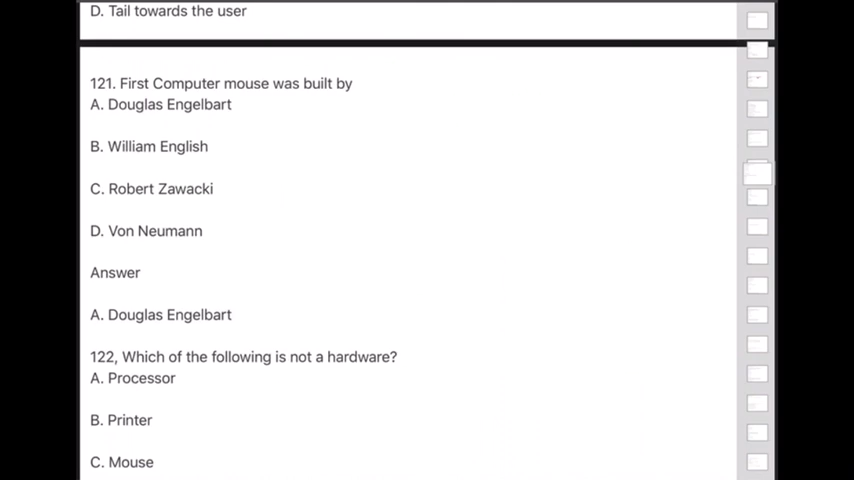 D. Tail towards the user
121. First Computer mouse was built by
A. Douglas Engelbart
B. William English
C. Robert Zawacki
D. Von Neumann
Answer
A. Douglas Engelbart
122, Which of the following is not a hardware?
A. Processor
B. Printer
C. Mouse